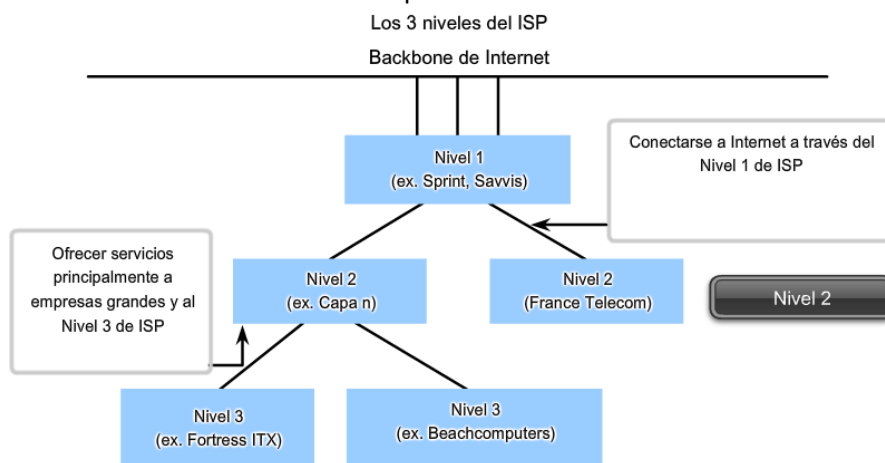 Los 3 niveles del ISP
Backbone de Internet
Nivel 1
(ex. Sprint, Savvis)
Conectarse a Internet a través del
Nivel 1 de ISP
Ofrecer servicios
principalmente a
empresas grandes y al
Nivel 3 de ISP
Nivel 2
(ex. Capa n)
Nivel 2
(France Telecom)
Nivel 2
Nivel 3
(ex. Fortress ITX)
Nivel 3
(ex. Beachcomputers)